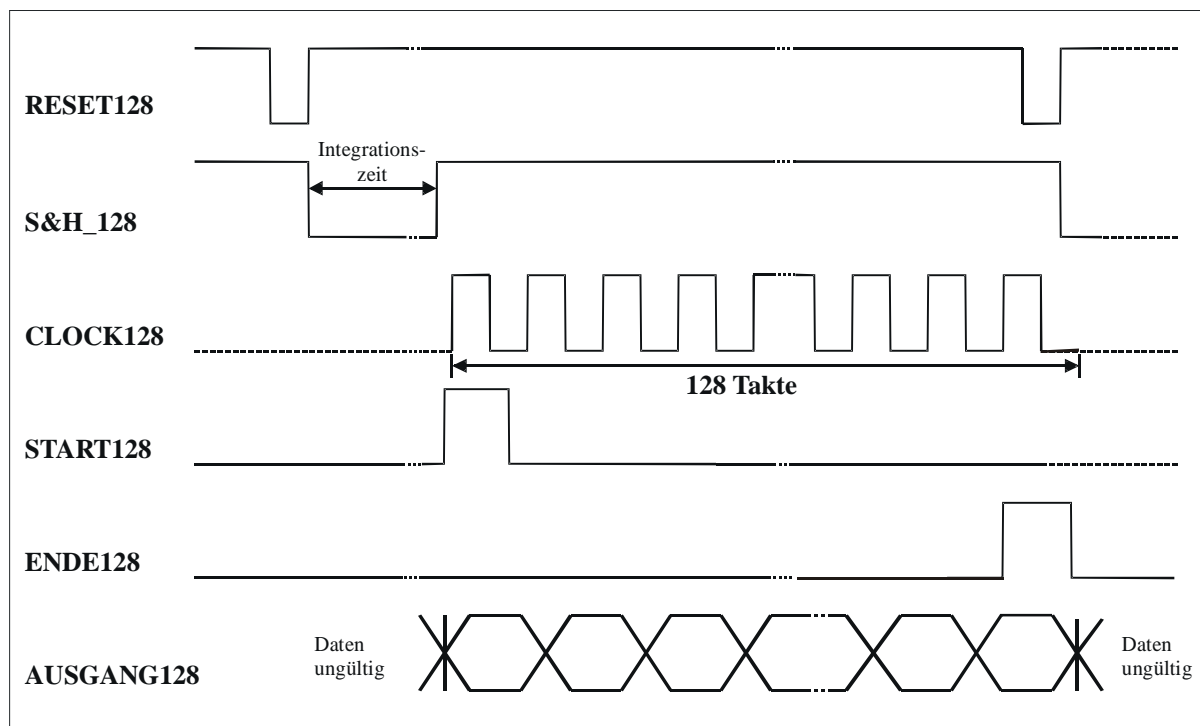 RESET128
Integrations-
zeit
S&H_128
CLOCK128
128 Takte
START128
ENDE128
Daten
ungültig
Daten
ungültig
AUSGANG128